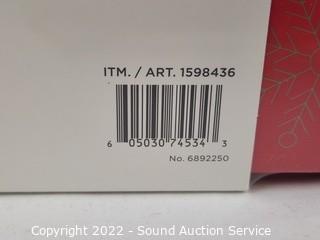 ITM. / ART. 1598436
6 05030 74534 3
No. 6892250
Copyright 2022 - Sound Auction Service